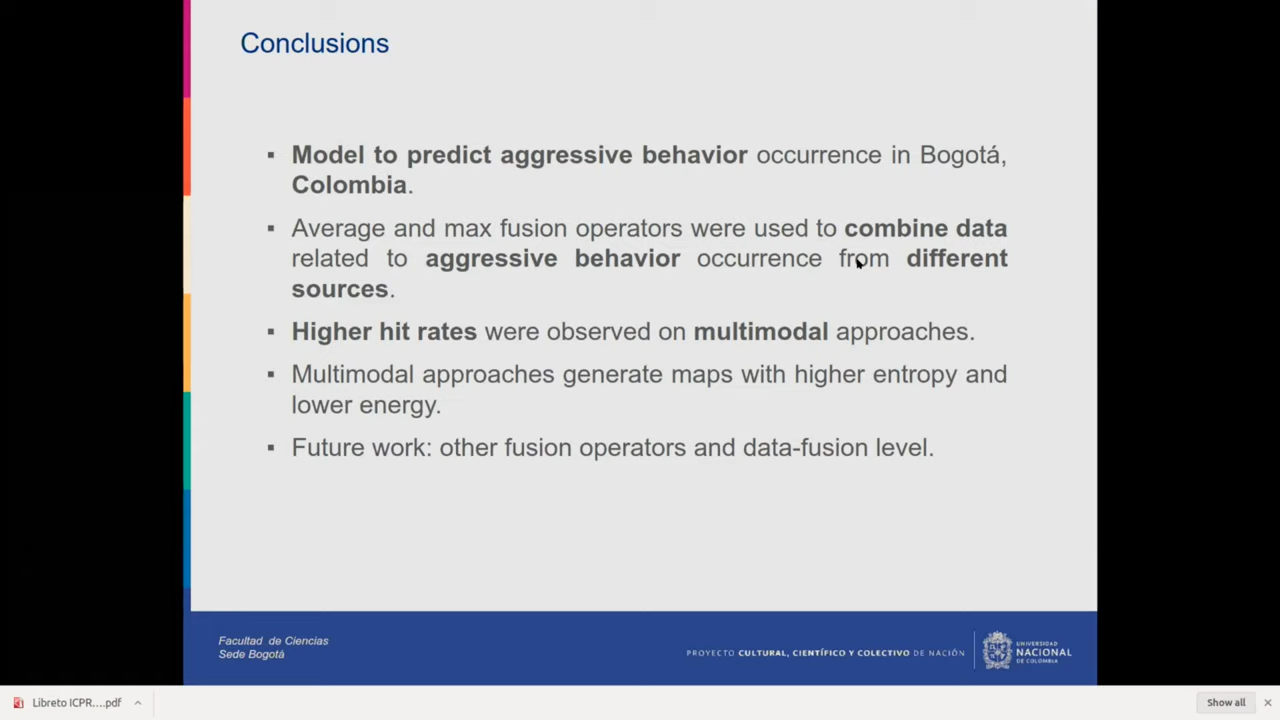 Conclusions
▪ Model to predict aggressive behavior occurrence in Bogotá,
Colombia.
▪ Average and max fusion operators were used to combine data
related to aggressive behavior occurrence from different
sources.
▪ Higher hit rates were observed on multimodal approaches.
▪ Multimodal approaches generate maps with higher entropy and
lower energy.
▪ Future work: other fusion operators and data-fusion level.
Facultad de Ciencias
Sede Bogotá
PROYECTO CULTURAL, CIENTÍFICO Y COLECTIVO DE NACIÓN
UNIVERSIDAD
NACIONAL
DE COLOMBIA
Libreto ICPR....pdf
Show all